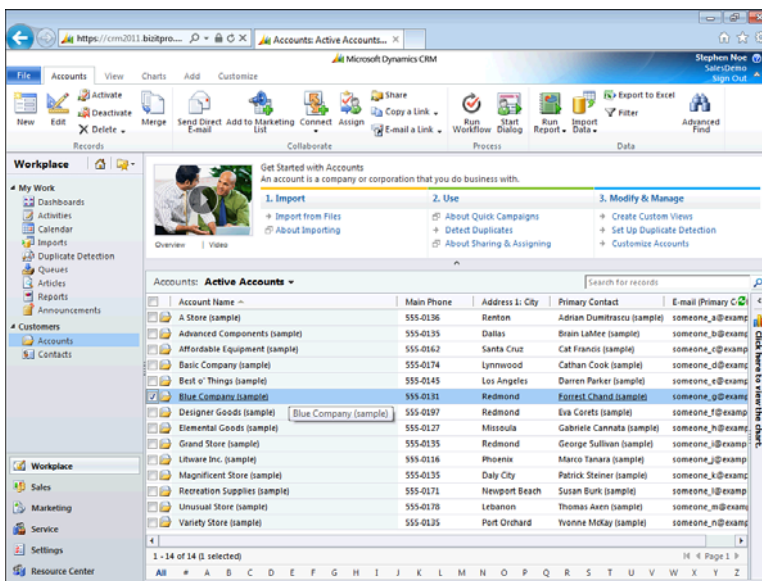 https://crm2011.bizitpro....
Accounts: Active Accounts...
Microsoft Dynamics CRM
Stephen Noe
SalesDemo
Sign Out
File Accounts View Charts Add Customize
New
Edit
Activate
Deactivate
Delete
Merge
Send Direct E-mail
Add to Marketing List
Connect
Assign
Share
Copy a Link
E-mail a Link
Run Workflow
Start Dialog
Run Report
Import Data
Export to Excel
Filter
Advanced Find
Records Collaborate Process Data
Workplace
My Work
Dashboards
Activities
Calendar
Imports
Duplicate Detection
Queues
Articles
Reports
Announcements
Customers
Accounts
Contacts
Workplace
Sales
Marketing
Service
Settings
Resource Center
Get Started with Accounts
An account is a company or corporation that you do business with.
Overview | Video
1. Import
Import from Files
About Importing
2. Use
About Quick Campaigns
Detect Duplicates
About Sharing & Assigning
3. Modify & Manage
Create Custom Views
Set Up Duplicate Detection
Customize Accounts
Accounts: Active Accounts
Search for records
Account Name Main Phone Address 1: City Primary Contact E-mail (Primary C
A Store (sample) 555-0136 Renton Adrian Dumitrascu (sample) someone_a@examp
Advanced Components (sample) 555-0135 Dallas Brain LaMee (sample) someone_b@examp
Affordable Equipment (sample) 555-0162 Santa Cruz Cat Francis (sample) someone_c@examp
Basic Company (sample) 555-0174 Lynnwood Cathan Cook (sample) someone_d@examp
Best o' Things (sample) 555-0145 Los Angeles Darren Parker (sample) someone_e@examp
Blue Company (sample) 555-0131 Redmond Forrest Chand (sample) someone_g@examp
Designer Goods (sample) 555-0197 Redmond Eva Corets (sample) someone_f@examp
Blue Company (sample)
Elemental Goods (sample) 555-0127 Missoula Gabriele Cannata (sample) someone_h@examp
Grand Store (sample) 555-0135 Redmond George Sullivan (sample) someone_i@examp
Litware Inc. (sample) 555-0116 Phoenix Marco Tanara (sample) someone_j@examp
Magnificent Store (sample) 555-0135 Daly City Patrick Steiner (sample) someone_k@examp
Recreation Supplies (sample) 555-0171 Newport Beach Susan Burk (sample) someone_l@examp
Unusual Store (sample) 555-0178 Lebanon Thomas Axen (sample) someone_m@examp
Variety Store (sample) 555-0125 Port Orchard Yvonne McKay (sample) someone_n@examp
Click here to view the chart.
1 - 14 of 14 (1 selected) Page 1
All # A B C D E F G H I J K L M N O P Q R S T U V W X Y Z